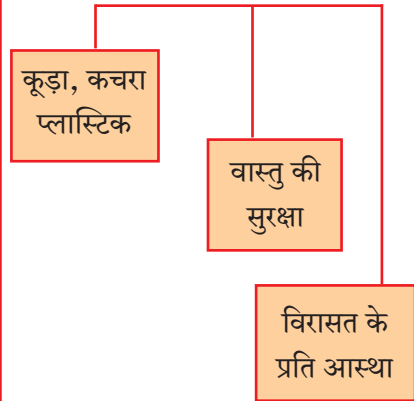 कूड़ा, कचरा
प्लास्टिक
वास्तु की
सुरक्षा
विरासत के
प्रति आस्था